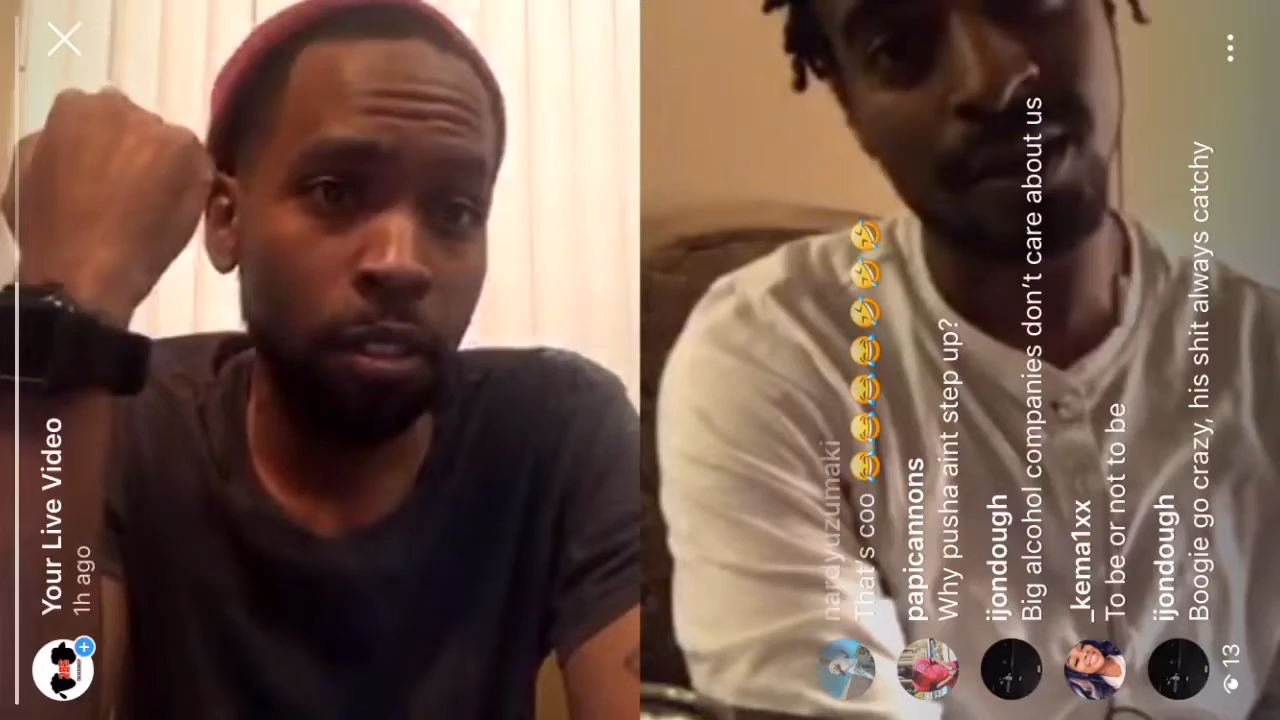 Your Live Video
1h ago
naruyuzumaki
That's coo 😂😂😂😂🤣🤣🤣
papicannons
Why pusha aint step up?
ijondough
Big alcohol companies don't care about us
_kema1xx
To be or not to be
ijondough
Boogie go crazy, his shit always catchy
13